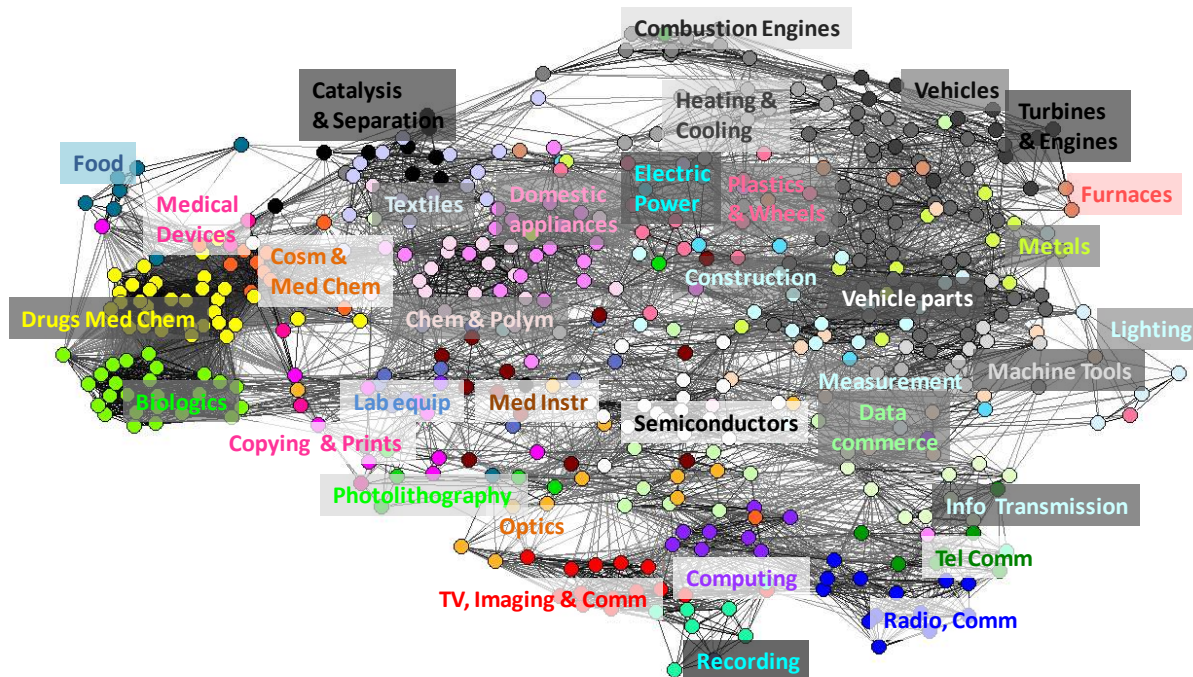 Combustion Engines
Catalysis
& Separation
Heating &
Cooling
Vehicles
Turbines
& Engines
Food
Medical
Devices
Textiles
Domestic
appliances
Electric
Power
Plastics
& Wheels
Furnaces
Cosm &
Med Chem
Construction
Metals
Drugs Med Chem
Chem & Polym
Vehicle parts
Lighting
Biologics
Lab equip
Med Instr
Measurement
Machine Tools
Copying & Prints
Semiconductors
Data
commerce
Photolithography
Optics
Info Transmission
TV, Imaging & Comm
Computing
Tel Comm
Radio, Comm
Recording